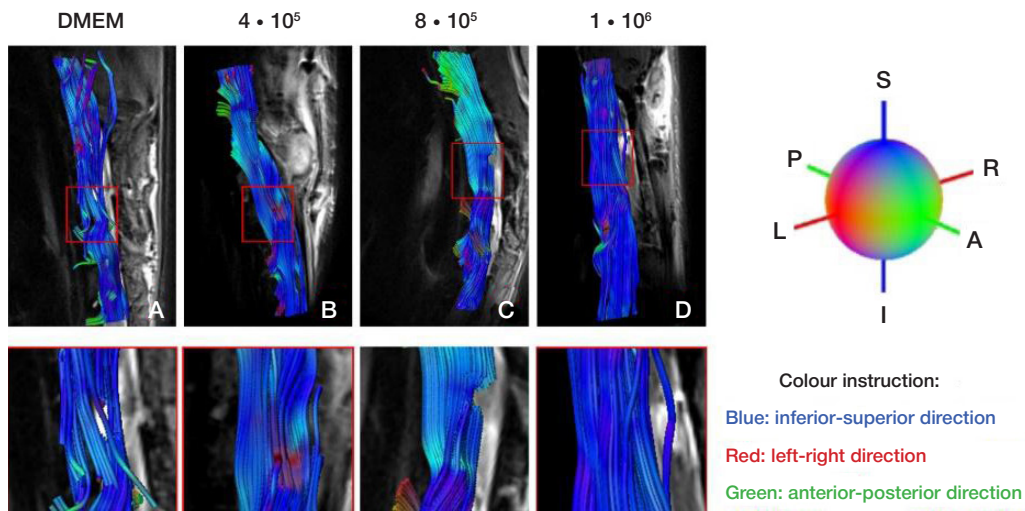 DMEM 4 • 10⁵ 8 • 10⁵ 1 • 10⁶
A B C D
S
P R
L A
I
Colour instruction:
Blue: inferior-superior direction
Red: left-right direction
Green: anterior-posterior direction